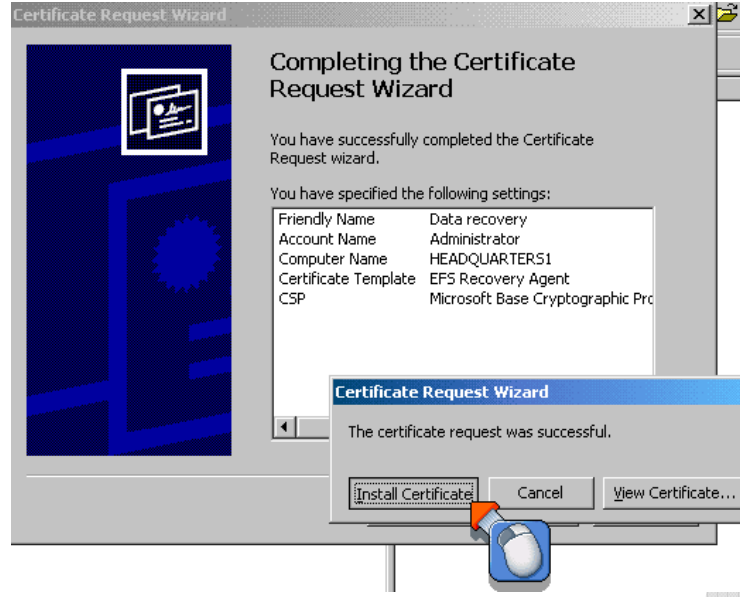 Certificate Request Wizard
Completing the Certificate
Request Wizard
You have successfully completed the Certificate
Request wizard.
You have specified the following settings:
Friendly Name Data recovery
Account Name Administrator
Computer Name HEADQUARTERS1
Certificate Template EFS Recovery Agent
CSP Microsoft Base Cryptographic Pro
Certificate Request Wizard
The certificate request was successful.
Install Certificate Cancel View Certificate...